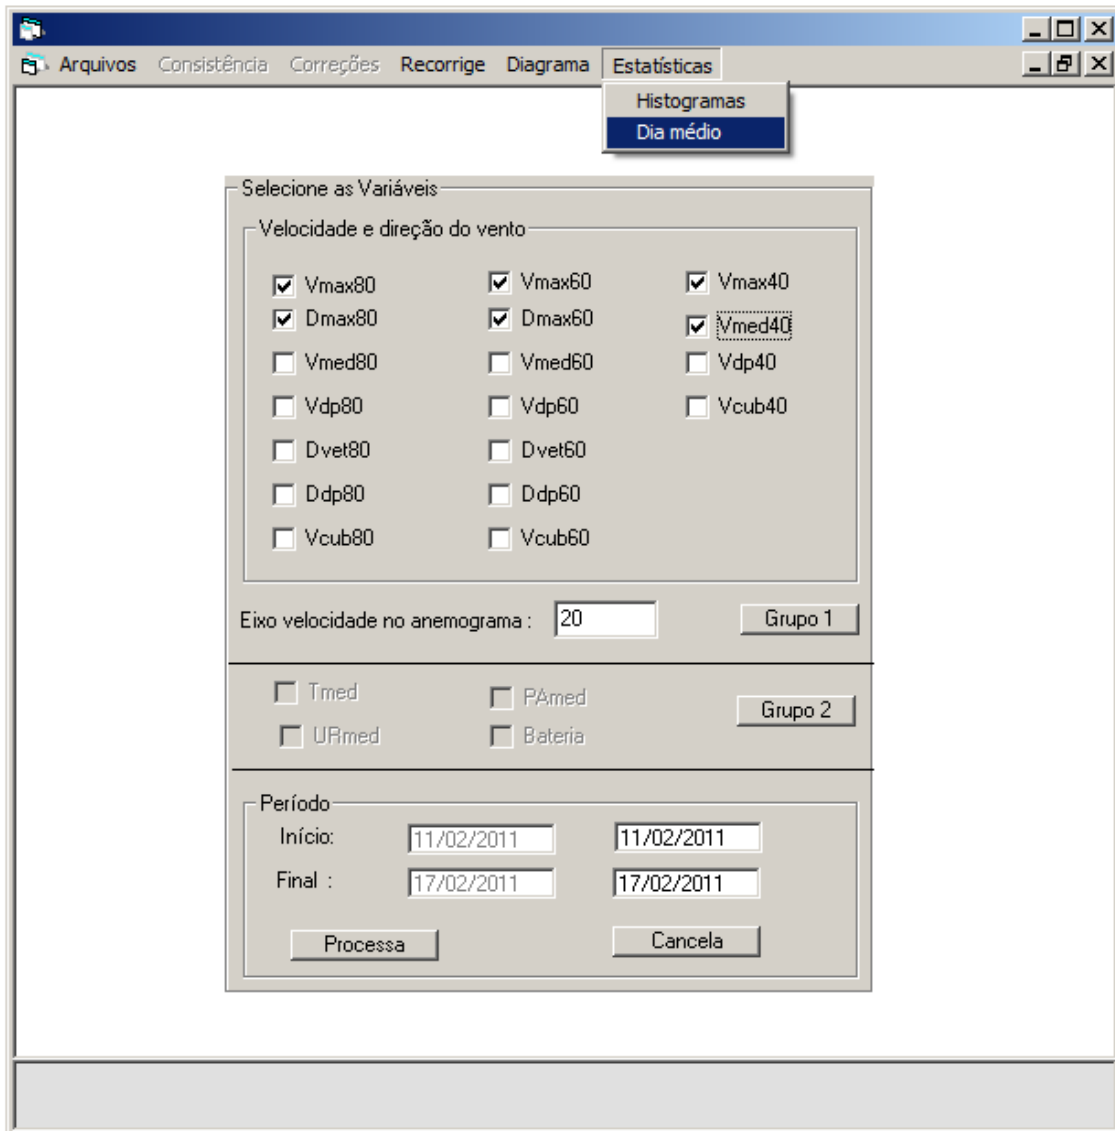 Arquivos Consistência Correções Recorrige Diagrama Estatísticas
Histogramas
Dia médio
Selecione as Variáveis
Velocidade e direção do vento
Vmax80 Vmax60 Vmax40
Dmax80 Dmax60 Vmed40
Vmed80 Vmed60 Vdp40
Vdp80 Vdp60 Vcub40
Dvet80 Dvet60
Ddp80 Ddp60
Vcub80 Vcub60
Eixo velocidade no anemograma : 20 Grupo 1
Tmed PAmed Grupo 2
URmed Bateria
Período
Início: 11/02/2011 11/02/2011
Final : 17/02/2011 17/02/2011
Processa Cancela